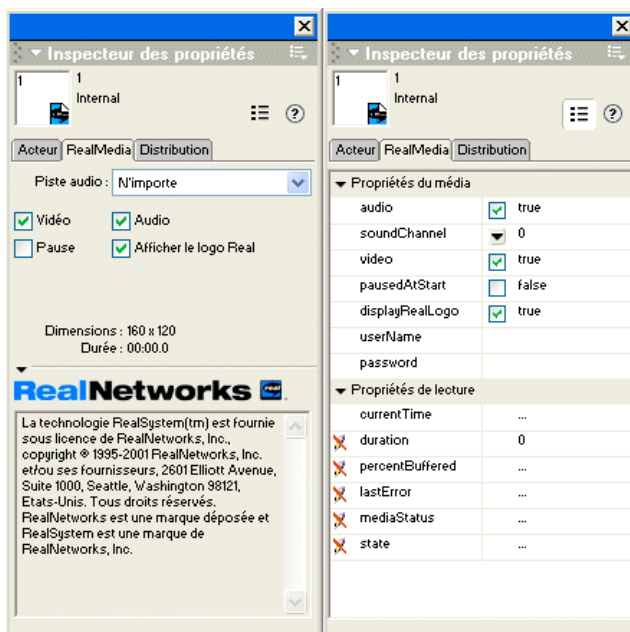 Inspecteur des propriétés
1
1
Internal
Acteur RealMedia Distribution
Piste audio : N'importe
Vidéo Audio
Pause Afficher le logo Real
Dimensions : 160 x 120
Durée : 00:00.0
RealNetworks real
La technologie RealSystem(tm) est fournie
sous licence de RealNetworks, Inc.,
copyright © 1995-2001 RealNetworks, Inc.
et/ou ses fournisseurs, 2601 Elliott Avenue,
Suite 1000, Seattle, Washington 98121,
Etats-Unis. Tous droits réservés.
RealNetworks est une marque déposée et
RealSystem est une marque de
RealNetworks, Inc.
Inspecteur des propriétés
1
1
Internal
Acteur RealMedia Distribution
Propriétés du média
audio true
soundChannel 0
video true
pausedAtStart false
displayRealLogo true
userName
password
Propriétés de lecture
currentTime ...
duration 0
percentBuffered ...
lastError ...
mediaStatus ...
state ...